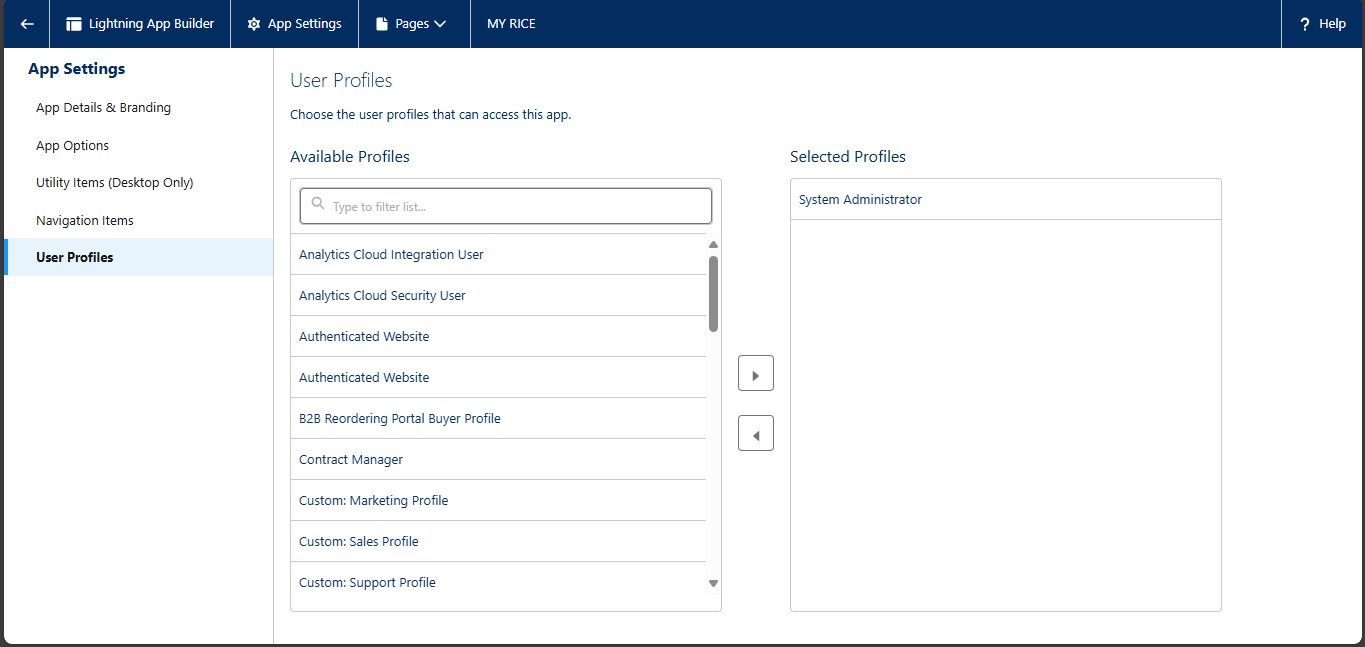 Lightning App Builder App Settings Pages MY RICE ? Help
App Settings
App Details & Branding
App Options
Utility Items (Desktop Only)
Navigation Items
User Profiles
User Profiles
Choose the user profiles that can access this app.
Available Profiles
Type to filter list...
Analytics Cloud Integration User
Analytics Cloud Security User
Authenticated Website
Authenticated Website
B2B Reordering Portal Buyer Profile
Contract Manager
Custom: Marketing Profile
Custom: Sales Profile
Custom: Support Profile
Selected Profiles
System Administrator